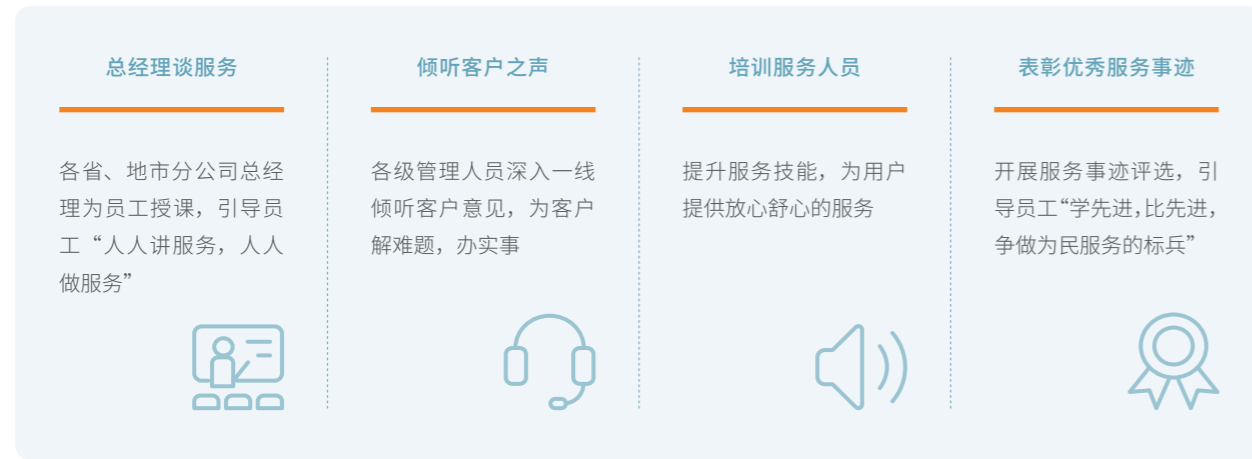 总经理谈服务
各省、地市分公司总经
理为员工授课，引导员
工“人人讲服务，人人
做服务”
倾听客户之声
各级管理人员深入一线
倾听客户意见，为客户
解难题，办实事
培训服务人员
提升服务技能，为用户
提供放心舒心的服务
表彰优秀服务事迹
开展服务事迹评选，引
导员工“学先进，比先进，
争做为民服务的标兵”